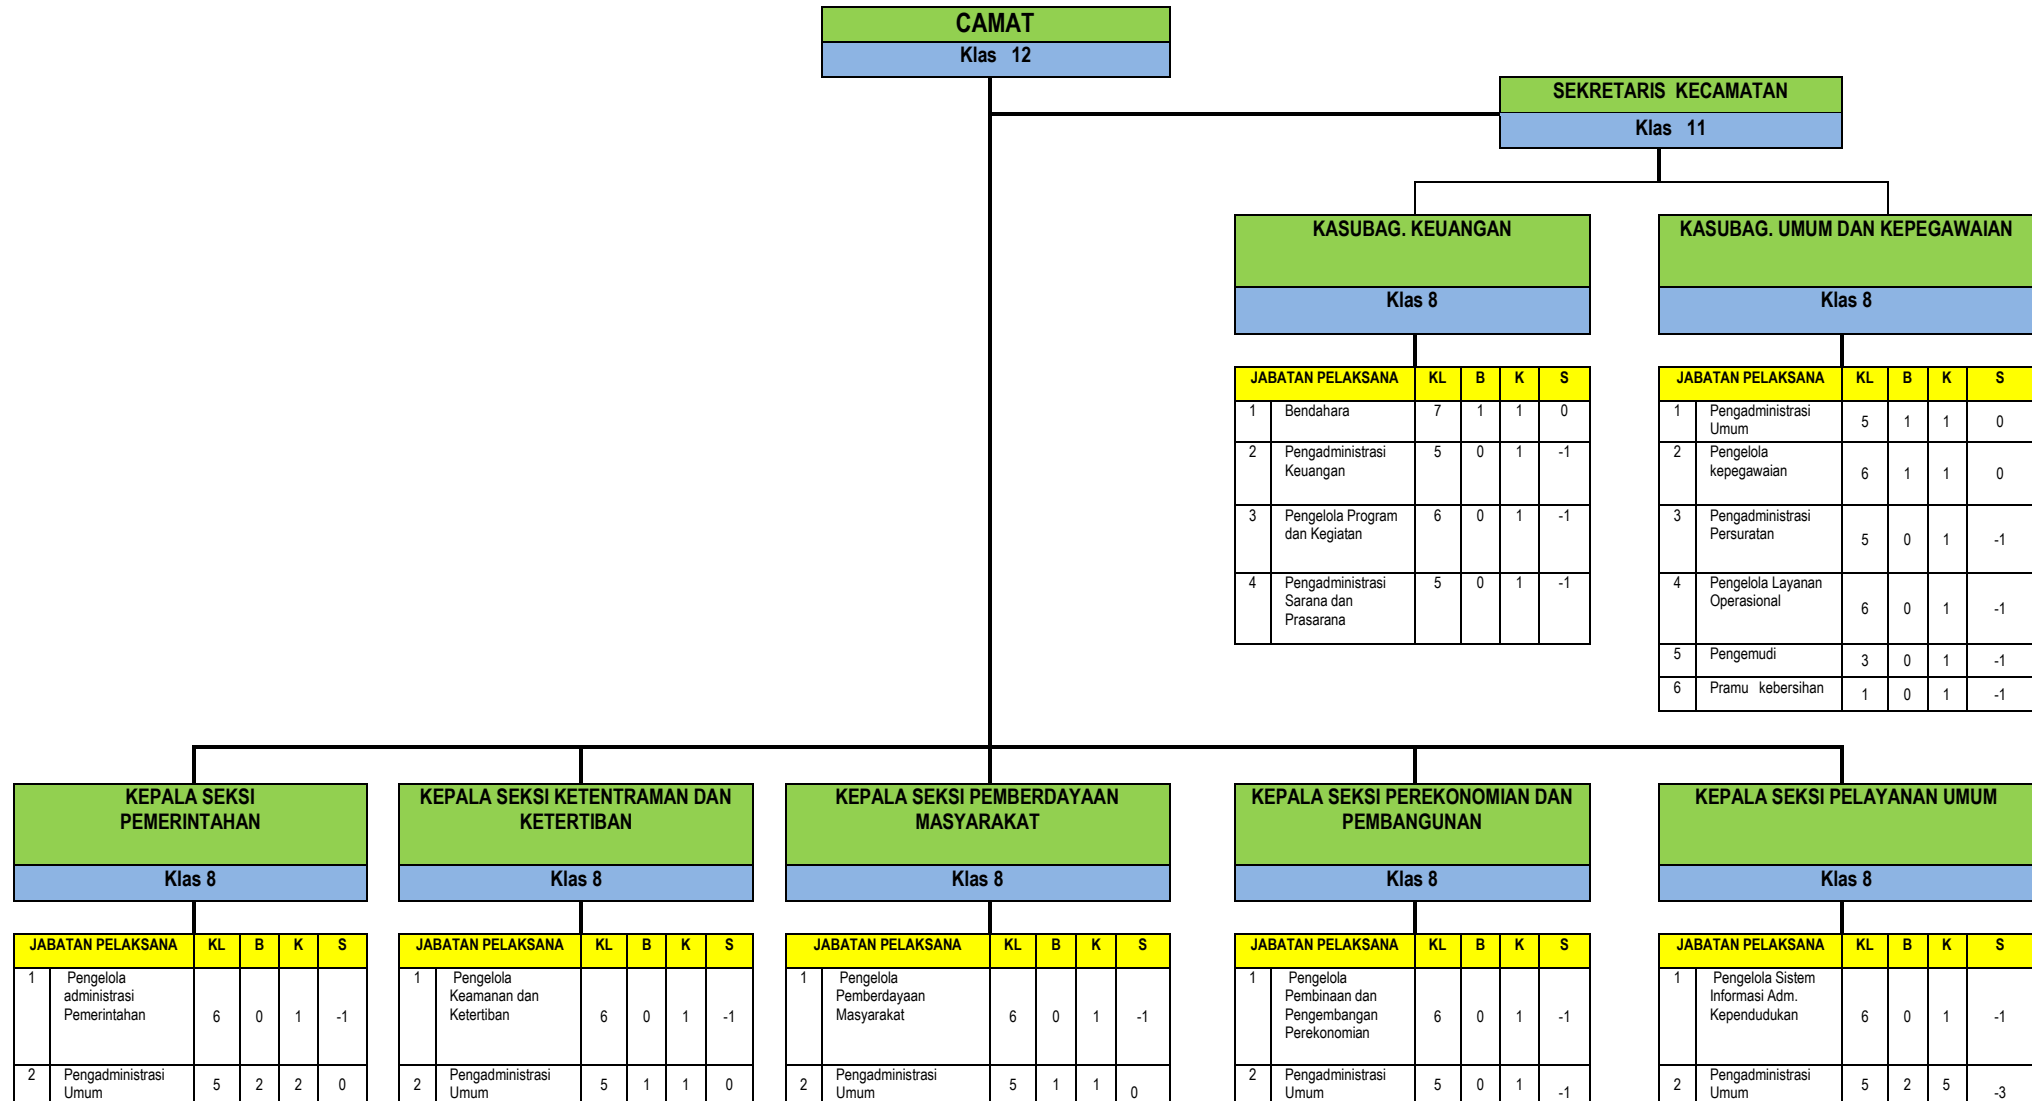 CAMAT
Klas 12
SEKRETARIS KECAMATAN
Klas 11
KASUBAG. KEUANGAN
Klas 8
JABATAN PELAKSANA KL B K S
1 Bendahara 7 1 1 0
2 Pengadministrasi 5 0 1 -1
Keuangan
3 Pengelola Program 6 0 1 -1
dan Kegiatan
4 Pengadministrasi 5 0 1 -1
Sarana dan
Prasarana
KASUBAG. UMUM DAN KEPEGAWAIAN
Klas 8
JABATAN PELAKSANA KL B K S
1 Pengadministrasi
Umum 5 1 1 0
2 Pengelola
kepegawaian 6 1 1 0
3 Pengadministrasi
Persuratan 5 0 1 -1
4 Pengelola Layanan
Operasional 6 0 1 -1
5 Pengemudi 3 0 1 -1
6 Pramu kebersihan 1 0 1 -1
KEPALA SEKSI
PEMERINTAHAN
Klas 8
JABATAN PELAKSANA KL B K S
1 Pengelola
administrasi
Pemerintahan 6 0 1 -1
2 Pengadministrasi
Umum 5 2 2 0
KEPALA SEKSI KETENTRAMAN DAN
KETERTIBAN
Klas 8
JABATAN PELAKSANA KL B K S
1 Pengelola
Keamanan dan
Ketertiban 6 0 1 -1
2 Pengadministrasi
Umum 5 1 1 0
KEPALA SEKSI PEMBERDAYAAN
MASYARAKAT
Klas 8
JABATAN PELAKSANA KL B K S
1 Pengelola
Pemberdayaan
Masyarakat 6 0 1 -1
2 Pengadministrasi
Umum 5 1 1 0
KEPALA SEKSI PEREKONOMIAN DAN
PEMBANGUNAN
Klas 8
JABATAN PELAKSANA KL B K S
1 Pengelola
Pembinaan dan
Pengembangan 6 0 1 -1
Perekonomian
2 Pengadministrasi
Umum 5 0 1 -1
KEPALA SEKSI PELAYANAN UMUM
Klas 8
JABATAN PELAKSANA KL B K S
1 Pengelola Sistem
Informasi Adm.
Kependudukan 6 0 1 -1
2 Pengadministrasi
Umum 5 2 5 -3